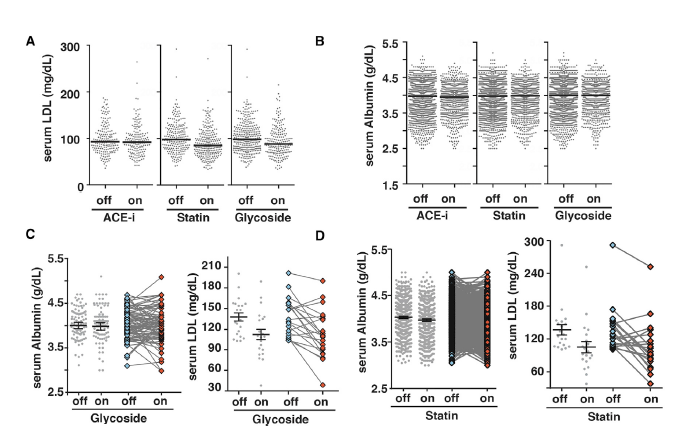 A
serum LDL (mg/dL)
300
200
100
0
off on off on off on
ACE-i Statin Glycoside
B
serum Albumin (g/dL)
5.5
4.5
3.5
2.5
1.5
off on off on off on
ACE-i Statin Glycoside
C
serum Albumin (g/dL)
5.5
4.5
3.5
2.5
off on off on
Glycoside
serum LDL (mg/dL)
210
180
150
120
90
60
30
off on off on
Glycoside
D
serum Albumin (g/dL)
5.5
4.5
3.5
2.5
off on off on
Statin
serum LDL (mg/dL)
300
240
180
120
60
off on off on
Statin